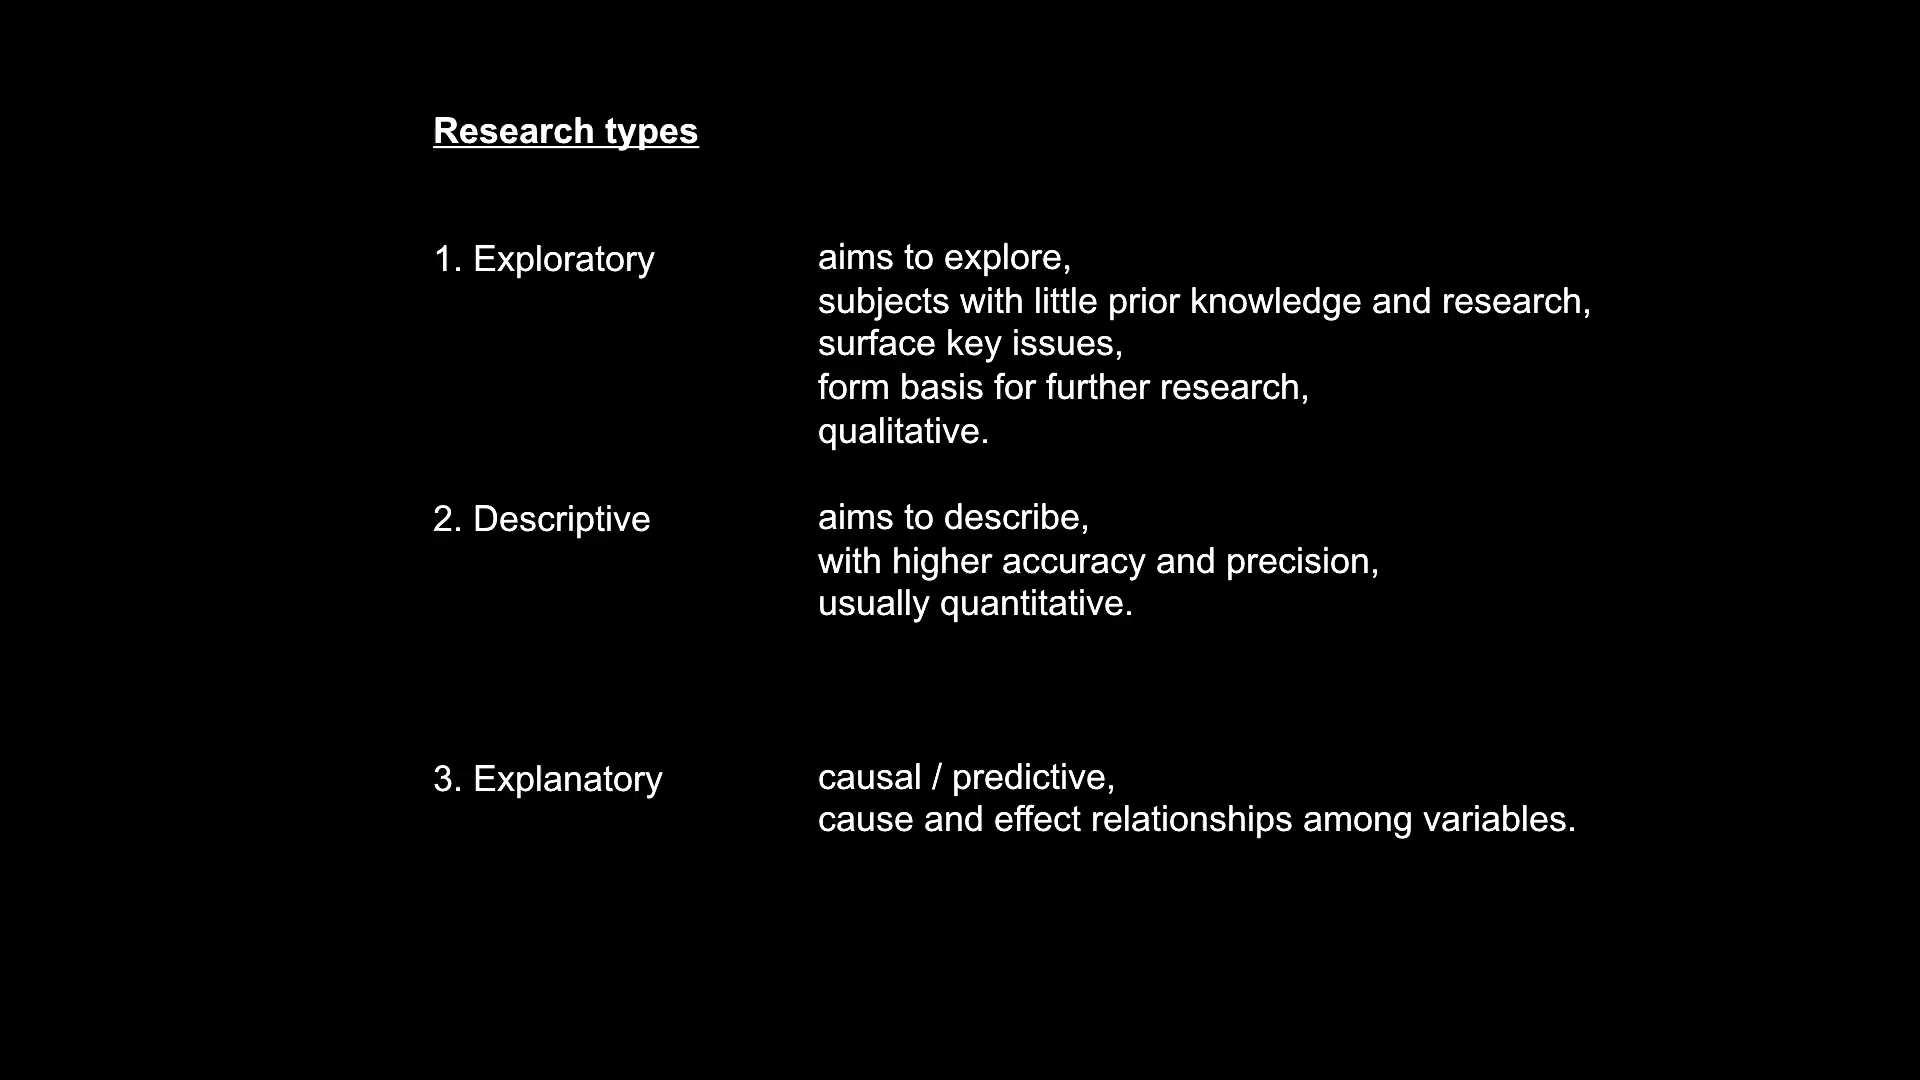 Research types
1. Exploratory
aims to explore,
subjects with little prior knowledge and research,
surface key issues,
form basis for further research,
qualitative.
2. Descriptive
aims to describe,
with higher accuracy and precision,
usually quantitative.
3. Explanatory
causal / predictive,
cause and effect relationships among variables.